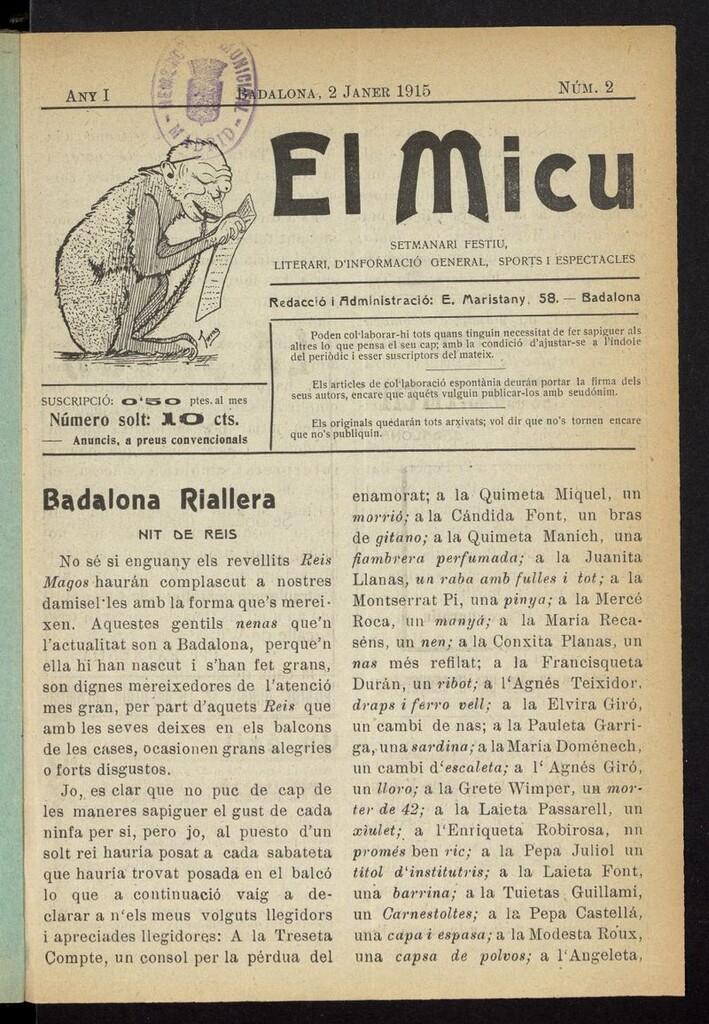 ANY I
BADALONA, 2 JANER 1915
NÚM. 2
HEMEROTECA MUNICIPAL
MADRID
El Micu
SETMANARI FESTIU,
LITERARI, D'INFORMACIÓ GENERAL, SPORTS I ESPECTACLES
Redacció i Administració: E. Maristany, 58. — Badalona
Poden col'laborar-hi tots quans tinguin necessitat de fer sapiguer als
altres lo que pensa el seu cap; amb la condició d'ajustar-se a l'índole
del periòdic i esser suscriptors del mateix.
Els articles de col'laboració espontània deurán portar la firma dels
seus autors, encare que aquéts vulguin publicar-los amb seudónim.
Els originals quedarán tots arxivats; vol dir que no's tornen encare
que no's publiquin.
SUSCRIPCIÓ: 0'50 ptes. al mes
Número solt: 10 cts.
— Anuncis, a preus convencionals
Badalona Riallera
NIT DE REIS
No sé si enguany els revellits Reis
Magos haurán complascut a nostres
damisel·les amb la forma que's merei-
xen. Aquestes gentils nenas que'n
l'actualitat son a Badalona, perque'n
ella hi han nascut i s'han fet grans,
son dignes mereixedores de l'atenció
mes gran, per part d'aquets Reis que
amb les seves deixes en els balcons
de les cases, ocasionen grans alegries
o forts disgustos.
Jo, es clar que no puc de cap de
les maneres sapiguer el gust de cada
ninfa per si, pero jo, al puesto d'un
solt rei hauria posat a cada sabateta
que hauria trovat posada en el balcó
lo que a continuació vaig a de-
clarar a n'els meus volguts llegidors
i apreciades llegidores: A la Treseta
Compte, un consol per la pérdua del
enamorat; a la Quimeta Miquel, un
morrió; a la Cándida Font, un bras
de gitano; a la Quimeta Manich, una
fiambrera perfumada; a la Juanita
Llanas, un raba amb fulles i tot; a la
Montserrat Pi, una pinya; a la Mercé
Roca, un manyá; a la María Reca-
séns, un nen; a la Conxita Planas, un
nas més refilat; a la Francisqueta
Durán, un ribot; a l'Agnés Teixidor,
draps i ferro vell; a la Elvira Giró,
un cambi de nas; a la Pauleta Garri-
ga, una sardina; a la María Doménech,
un cambi d'escaleta; a l' Agnés Giró,
un lloro; a la Grete Wimper, un mor-
ter de 42; a la Laieta Passarell, un
xiulet; a l'Enriqueta Robirosa, nn
promés ben ric; a la Pepa Juliol un
titol d'institutris; a la Laieta Font,
una barrina; a la Tuietas Guillamí,
un Carnestoltes; a la Pepa Castellá,
una capa i espasa; a la Modesta Roux,
una capsa de polvos; a l'Angeleta,